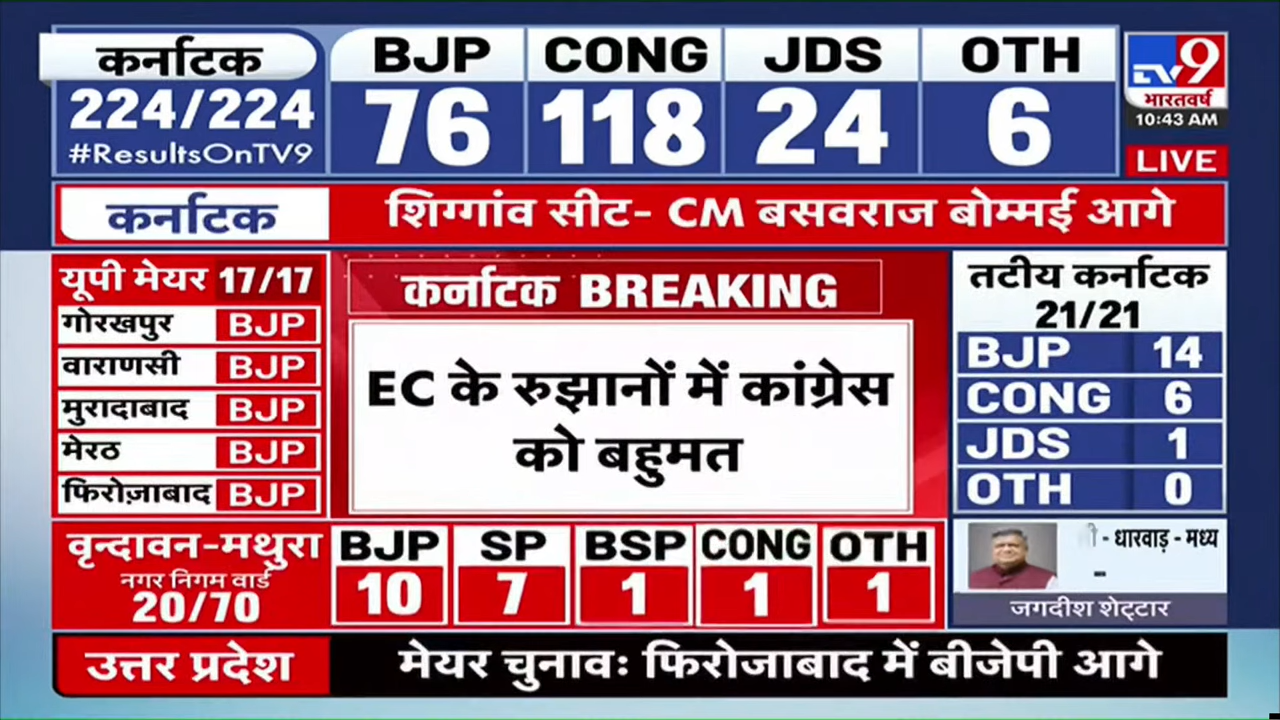 कर्नाटक
224/224
#ResultsOnTV9
BJP CONG JDS OTH
76 118 24 6
TV9
भारतवर्ष
10:43 AM
LIVE
कर्नाटक
शिग्गांव सीट- CM बसवराज बोम्मई आगे
यूपी मेयर 17/17
गोरखपुर BJP
वाराणसी BJP
मुरादाबाद BJP
मेरठ BJP
फिरोज़ाबाद BJP
कर्नाटक BREAKING
EC के रुझानों में कांग्रेस
को बहुमत
तटीय कर्नाटक
21/21
BJP 14
CONG 6
JDS 1
OTH 0
वृन्दावन-मथुरा
नगर निगम वार्ड
20/70
BJP SP BSP CONG OTH
10 7 1 1 1
- धारवाड़ - मध्य
-
जगदीश शेट्टार
उत्तर प्रदेश
मेयर चुनावः फिरोजाबाद में बीजेपी आगे